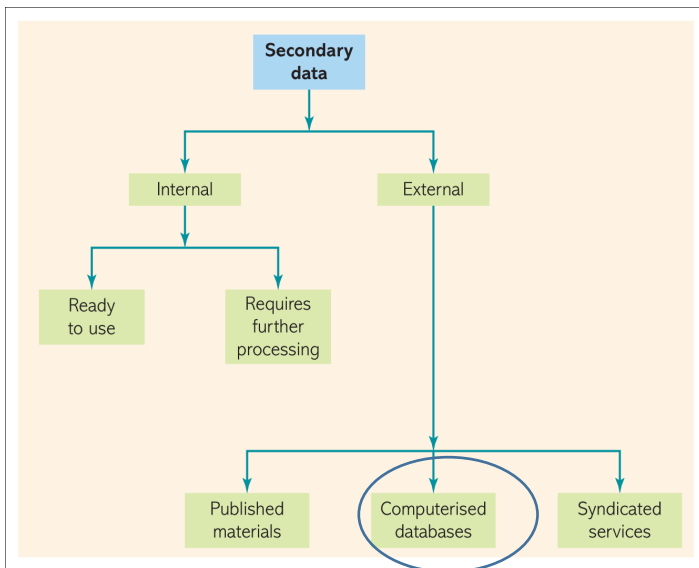 Secondary
data
Internal
External
Ready
to use
Requires
further
processing
Published
materials
Computerised
databases
Syndicated
services